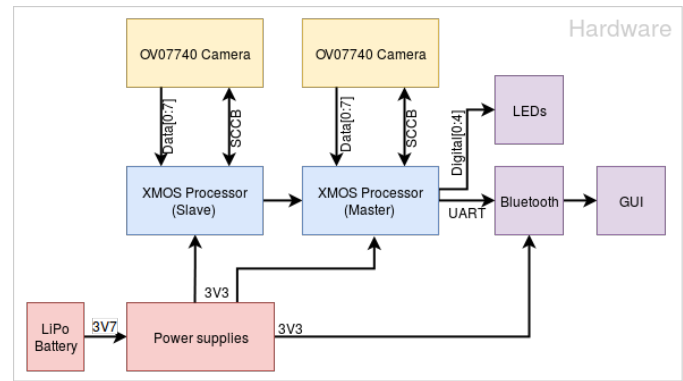 Hardware
OV07740 Camera
OV07740 Camera
Data[0:7]
SCCB
Data[0:7]
SCCB
Digital[0:4]
LEDs
XMOS Processor
(Slave)
XMOS Processor
(Master)
UART
Bluetooth
GUI
3V3
LiPo
Battery
3V7
Power supplies
3V3